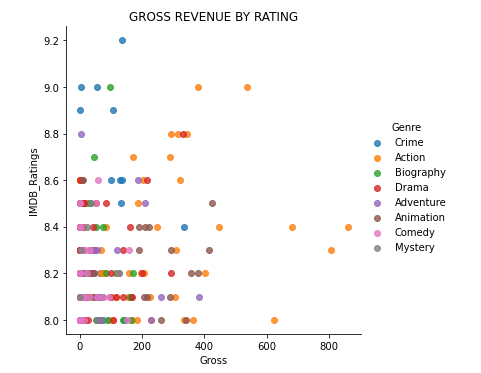 GROSS REVENUE BY RATING
9.2
9.0
8.8
8.6
8.4
8.2
8.0
IMDB_Ratings
0 200 400 600 800
Gross
Genre
Crime
Action
Biography
Drama
Adventure
Animation
Comedy
Mystery